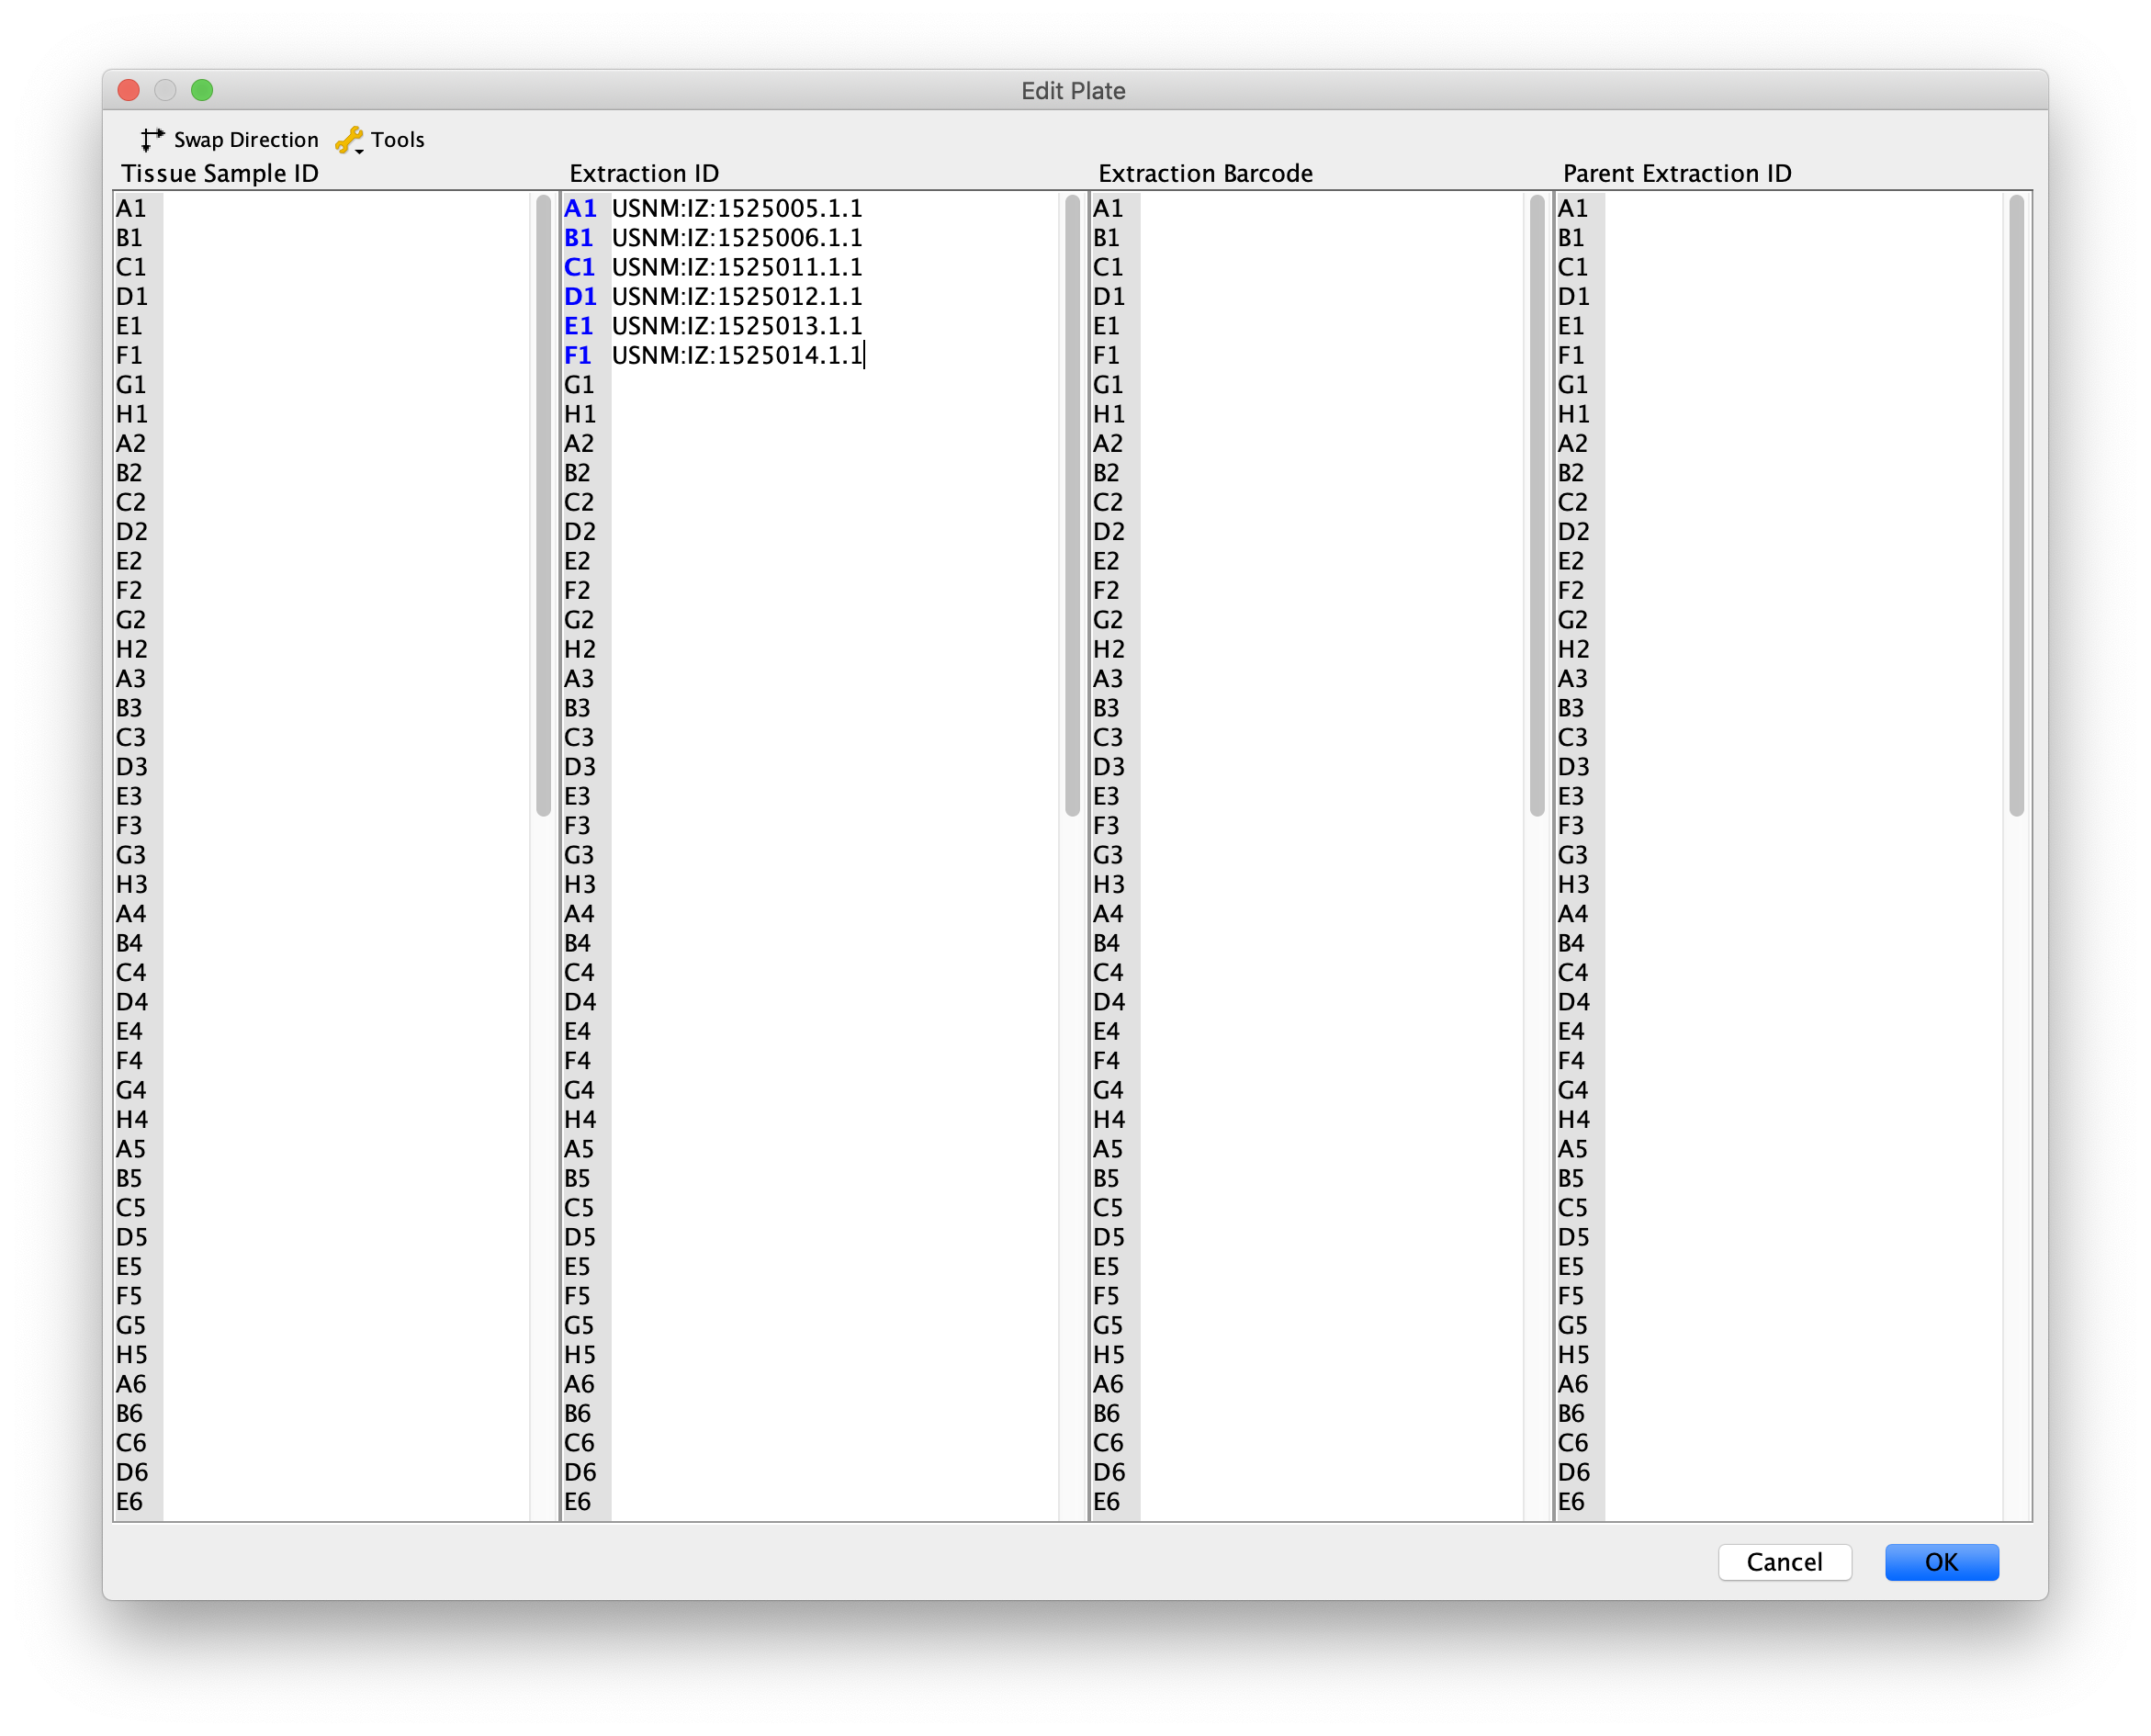 Edit Plate
Swap Direction Tools
Tissue Sample ID Extraction ID Extraction Barcode Parent Extraction ID
A1 A1 USNM:IZ:1525005.1.1 A1 A1
B1 B1 USNM:IZ:1525006.1.1 B1 B1
C1 C1 USNM:IZ:1525011.1.1 C1 C1
D1 D1 USNM:IZ:1525012.1.1 D1 D1
E1 E1 USNM:IZ:1525013.1.1 E1 E1
F1 F1 USNM:IZ:1525014.1.1 F1 F1
G1 G1 G1 G1
H1 H1 H1 H1
A2 A2 A2 A2
B2 B2 B2 B2
C2 C2 C2 C2
D2 D2 D2 D2
E2 E2 E2 E2
F2 F2 F2 F2
G2 G2 G2 G2
H2 H2 H2 H2
A3 A3 A3 A3
B3 B3 B3 B3
C3 C3 C3 C3
D3 D3 D3 D3
E3 E3 E3 E3
F3 F3 F3 F3
G3 G3 G3 G3
H3 H3 H3 H3
A4 A4 A4 A4
B4 B4 B4 B4
C4 C4 C4 C4
D4 D4 D4 D4
E4 E4 E4 E4
F4 F4 F4 F4
G4 G4 G4 G4
H4 H4 H4 H4
A5 A5 A5 A5
B5 B5 B5 B5
C5 C5 C5 C5
D5 D5 D5 D5
E5 E5 E5 E5
F5 F5 F5 F5
G5 G5 G5 G5
H5 H5 H5 H5
A6 A6 A6 A6
B6 B6 B6 B6
C6 C6 C6 C6
D6 D6 D6 D6
E6 E6 E6 E6
Cancel OK